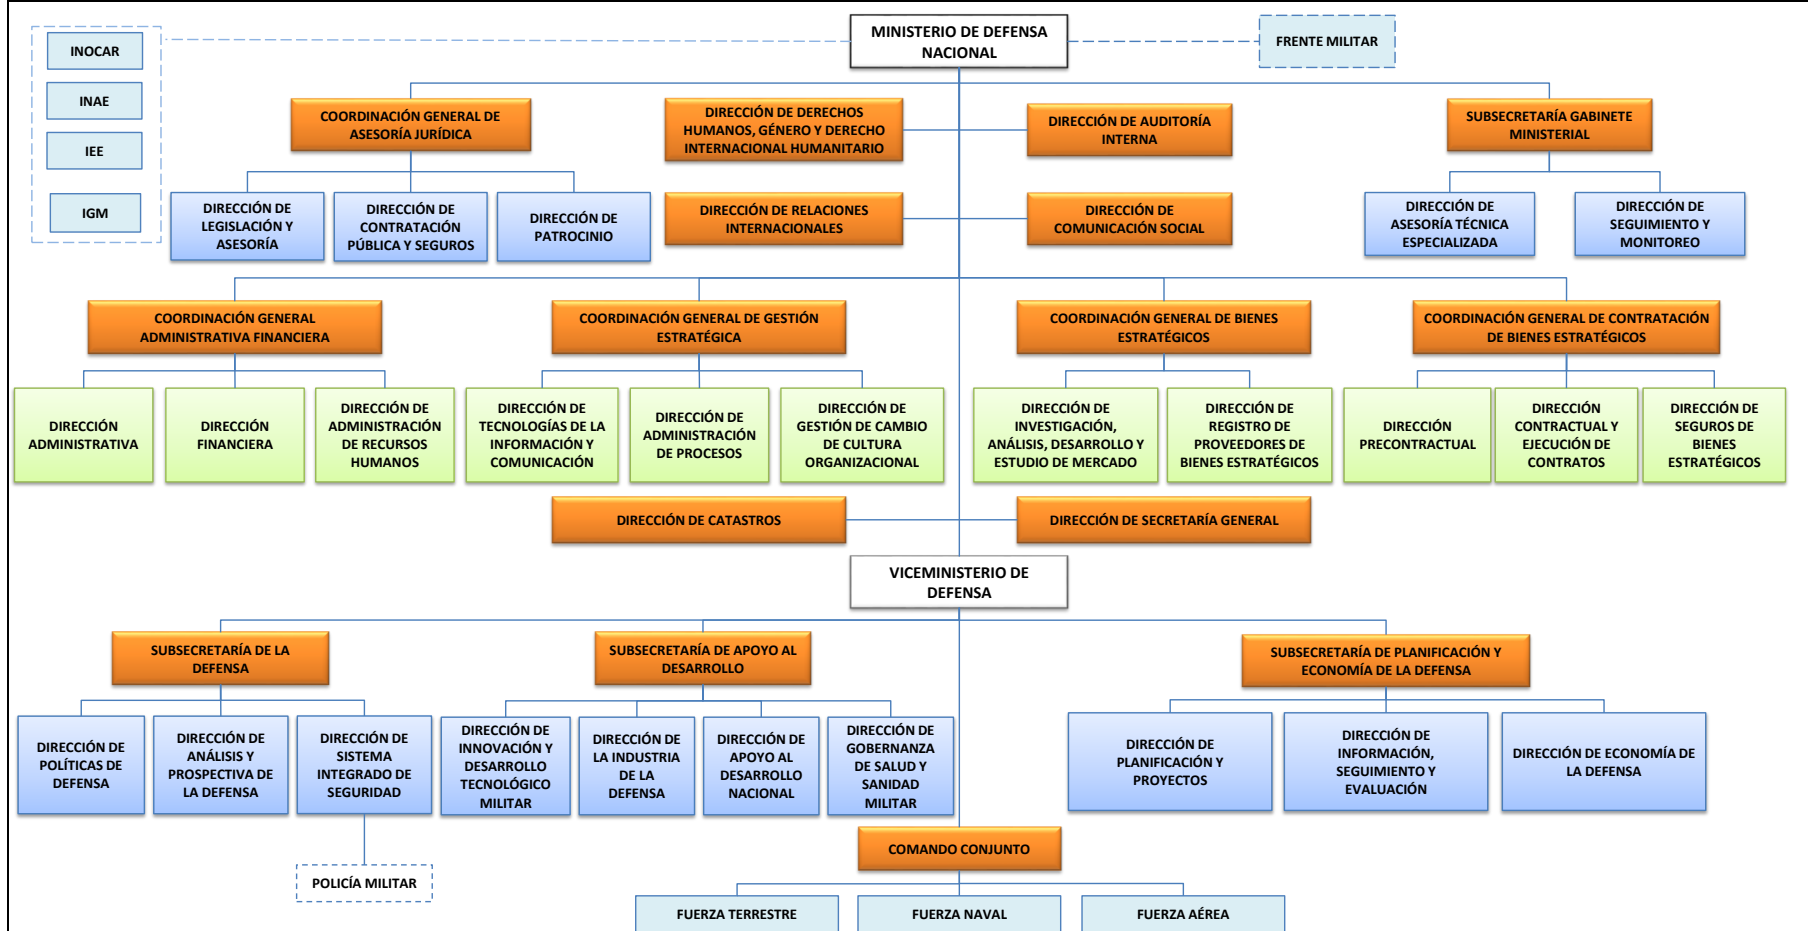 MINISTERIO DE DEFENSA
NACIONAL
FRENTE MILITAR
INOCAR
INAE
IEE
IGM
COORDINACIÓN GENERAL DE
ASESORÍA JURÍDICA
DIRECCIÓN DE DERECHOS
HUMANOS, GÉNERO Y DERECHO
INTERNACIONAL HUMANITARIO
DIRECCIÓN DE AUDITORÍA
INTERNA
SUBSECRETARÍA GABINETE
MINISTERIAL
DIRECCIÓN DE
LEGISLACIÓN Y
ASESORÍA
DIRECCIÓN DE
CONTRATACIÓN
PÚBLICA Y SEGUROS
DIRECCIÓN DE
PATROCINIO
DIRECCIÓN DE RELACIONES
INTERNACIONALES
DIRECCIÓN DE
COMUNICACIÓN SOCIAL
DIRECCIÓN DE
ASESORÍA TÉCNICA
ESPECIALIZADA
DIRECCIÓN DE
SEGUIMIENTO Y
MONITOREO
COORDINACIÓN GENERAL
ADMINISTRATIVA FINANCIERA
COORDINACIÓN GENERAL DE GESTIÓN
ESTRATÉGICA
COORDINACIÓN GENERAL DE BIENES
ESTRATÉGICOS
COORDINACIÓN GENERAL DE CONTRATACIÓN
DE BIENES ESTRATÉGICOS
DIRECCIÓN
ADMINISTRATIVA
DIRECCIÓN
FINANCIERA
DIRECCIÓN DE
ADMINISTRACIÓN
DE RECURSOS
HUMANOS
DIRECCIÓN DE
TECNOLOGÍAS DE LA
INFORMACIÓN Y
COMUNICACIÓN
DIRECCIÓN DE
ADMINISTRACIÓN
DE PROCESOS
DIRECCIÓN DE
GESTIÓN DE CAMBIO
DE CULTURA
ORGANIZACIONAL
DIRECCIÓN DE
INVESTIGACIÓN,
ANÁLISIS, DESARROLLO Y
ESTUDIO DE MERCADO
DIRECCIÓN DE
REGISTRO DE
PROVEEDORES DE
BIENES ESTRATÉGICOS
DIRECCIÓN
PRECONTRACTUAL
DIRECCIÓN
CONTRACTUAL Y
EJECUCIÓN DE
CONTRATOS
DIRECCIÓN DE
SEGUROS DE
BIENES
ESTRATÉGICOS
DIRECCIÓN DE CATASTROS
DIRECCIÓN DE SECRETARÍA GENERAL
VICEMINISTERIO DE
DEFENSA
SUBSECRETARÍA DE LA
DEFENSA
SUBSECRETARÍA DE APOYO AL
DESARROLLO
SUBSECRETARÍA DE PLANIFICACIÓN Y
ECONOMÍA DE LA DEFENSA
DIRECCIÓN DE
POLÍTICAS DE
DEFENSA
DIRECCIÓN DE
ANÁLISIS Y
PROSPECTIVA DE
LA DEFENSA
DIRECCIÓN DE
SISTEMA
INTEGRADO DE
SEGURIDAD
DIRECCIÓN DE
INNOVACIÓN Y
DESARROLLO
TECNOLÓGICO
MILITAR
DIRECCIÓN DE
LA INDUSTRIA
DE LA
DEFENSA
DIRECCIÓN DE
APOYO AL
DESARROLLO
NACIONAL
DIRECCIÓN DE
GOBERNANZA
DE SALUD Y
SANIDAD
MILITAR
DIRECCIÓN DE
PLANIFICACIÓN Y
PROYECTOS
DIRECCIÓN DE
INFORMACIÓN,
SEGUIMIENTO Y
EVALUACIÓN
DIRECCIÓN DE ECONOMÍA DE
LA DEFENSA
COMANDO CONJUNTO
POLICÍA MILITAR
FUERZA TERRESTRE
FUERZA NAVAL
FUERZA AÉREA